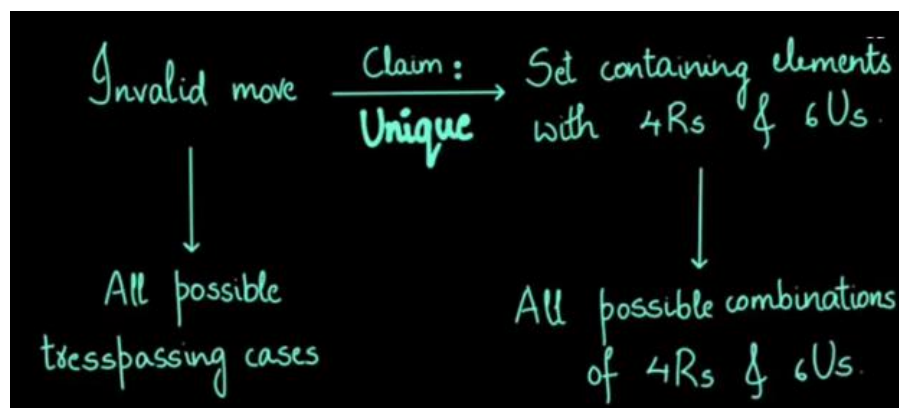 Invalid move
Claim:
Unique
Set containing elements
with 4Rs & 6Us.
All possible
tresspassing cases
All possible combinations
of 4Rs & 6Us.